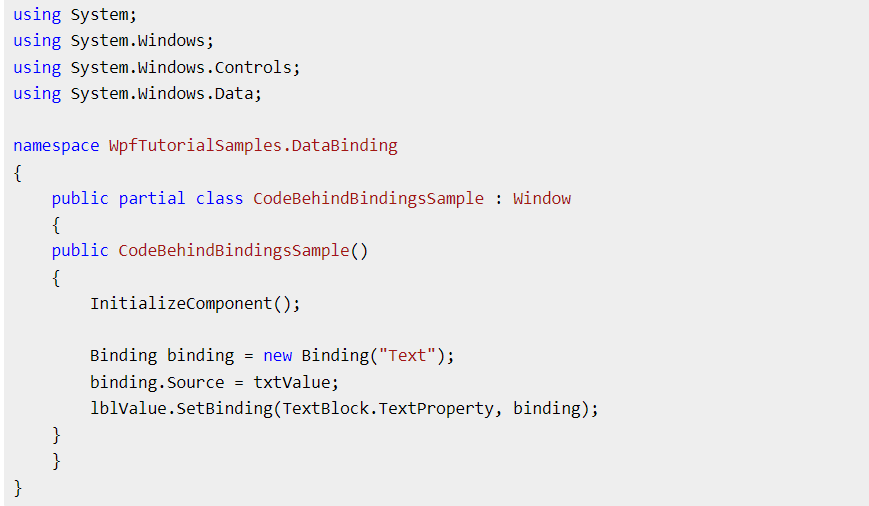 using System;
using System.Windows;
using System.Windows.Controls;
using System.Windows.Data;

namespace WpfTutorialSamples.DataBinding
{
    public partial class CodeBehindBindingsSample : Window
    {
    public CodeBehindBindingsSample()
    {
        InitializeComponent();

        Binding binding = new Binding("Text");
        binding.Source = txtValue;
        lblValue.SetBinding(TextBlock.TextProperty, binding);
    }
    }
}